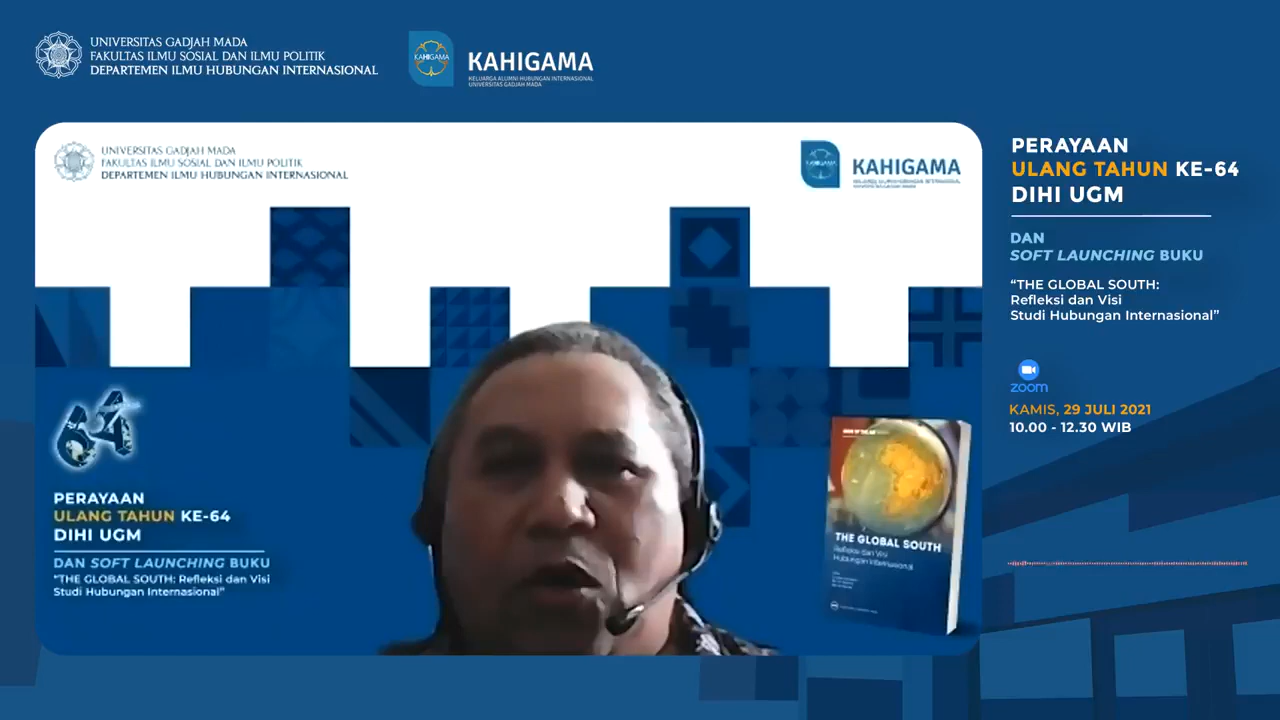 UNIVERSITAS GADJAH MADA
FAKULTAS ILMU SOSIAL DAN ILMU POLITIK
DEPARTEMEN ILMU HUBUNGAN INTERNASIONAL
KAHIGAMA
KAHIGAMA
KELUARGA ALUMNI HUBUNGAN INTERNASIONAL
UNIVERSITAS GADJAH MADA
UNIVERSITAS GADJAH MADA
FAKULTAS ILMU SOSIAL DAN ILMU POLITIK
DEPARTEMEN ILMU HUBUNGAN INTERNASIONAL
KAHIGAMA
KAHIGAMA
64
PERAYAAN
ULANG TAHUN KE-64
DIHI UGM
DAN SOFT LAUNCHING BUKU
“THE GLOBAL SOUTH: Refleksi dan Visi
Studi Hubungan Internasional”
THE GLOBAL SOUTH
Refleksi dan Visi
Hubungan Internasional
PERAYAAN
ULANG TAHUN KE-64
DIHI UGM
DAN
SOFT LAUNCHING BUKU
“THE GLOBAL SOUTH:
Refleksi dan Visi
Studi Hubungan Internasional”
zoom
KAMIS, 29 JULI 2021
10.00 - 12.30 WIB